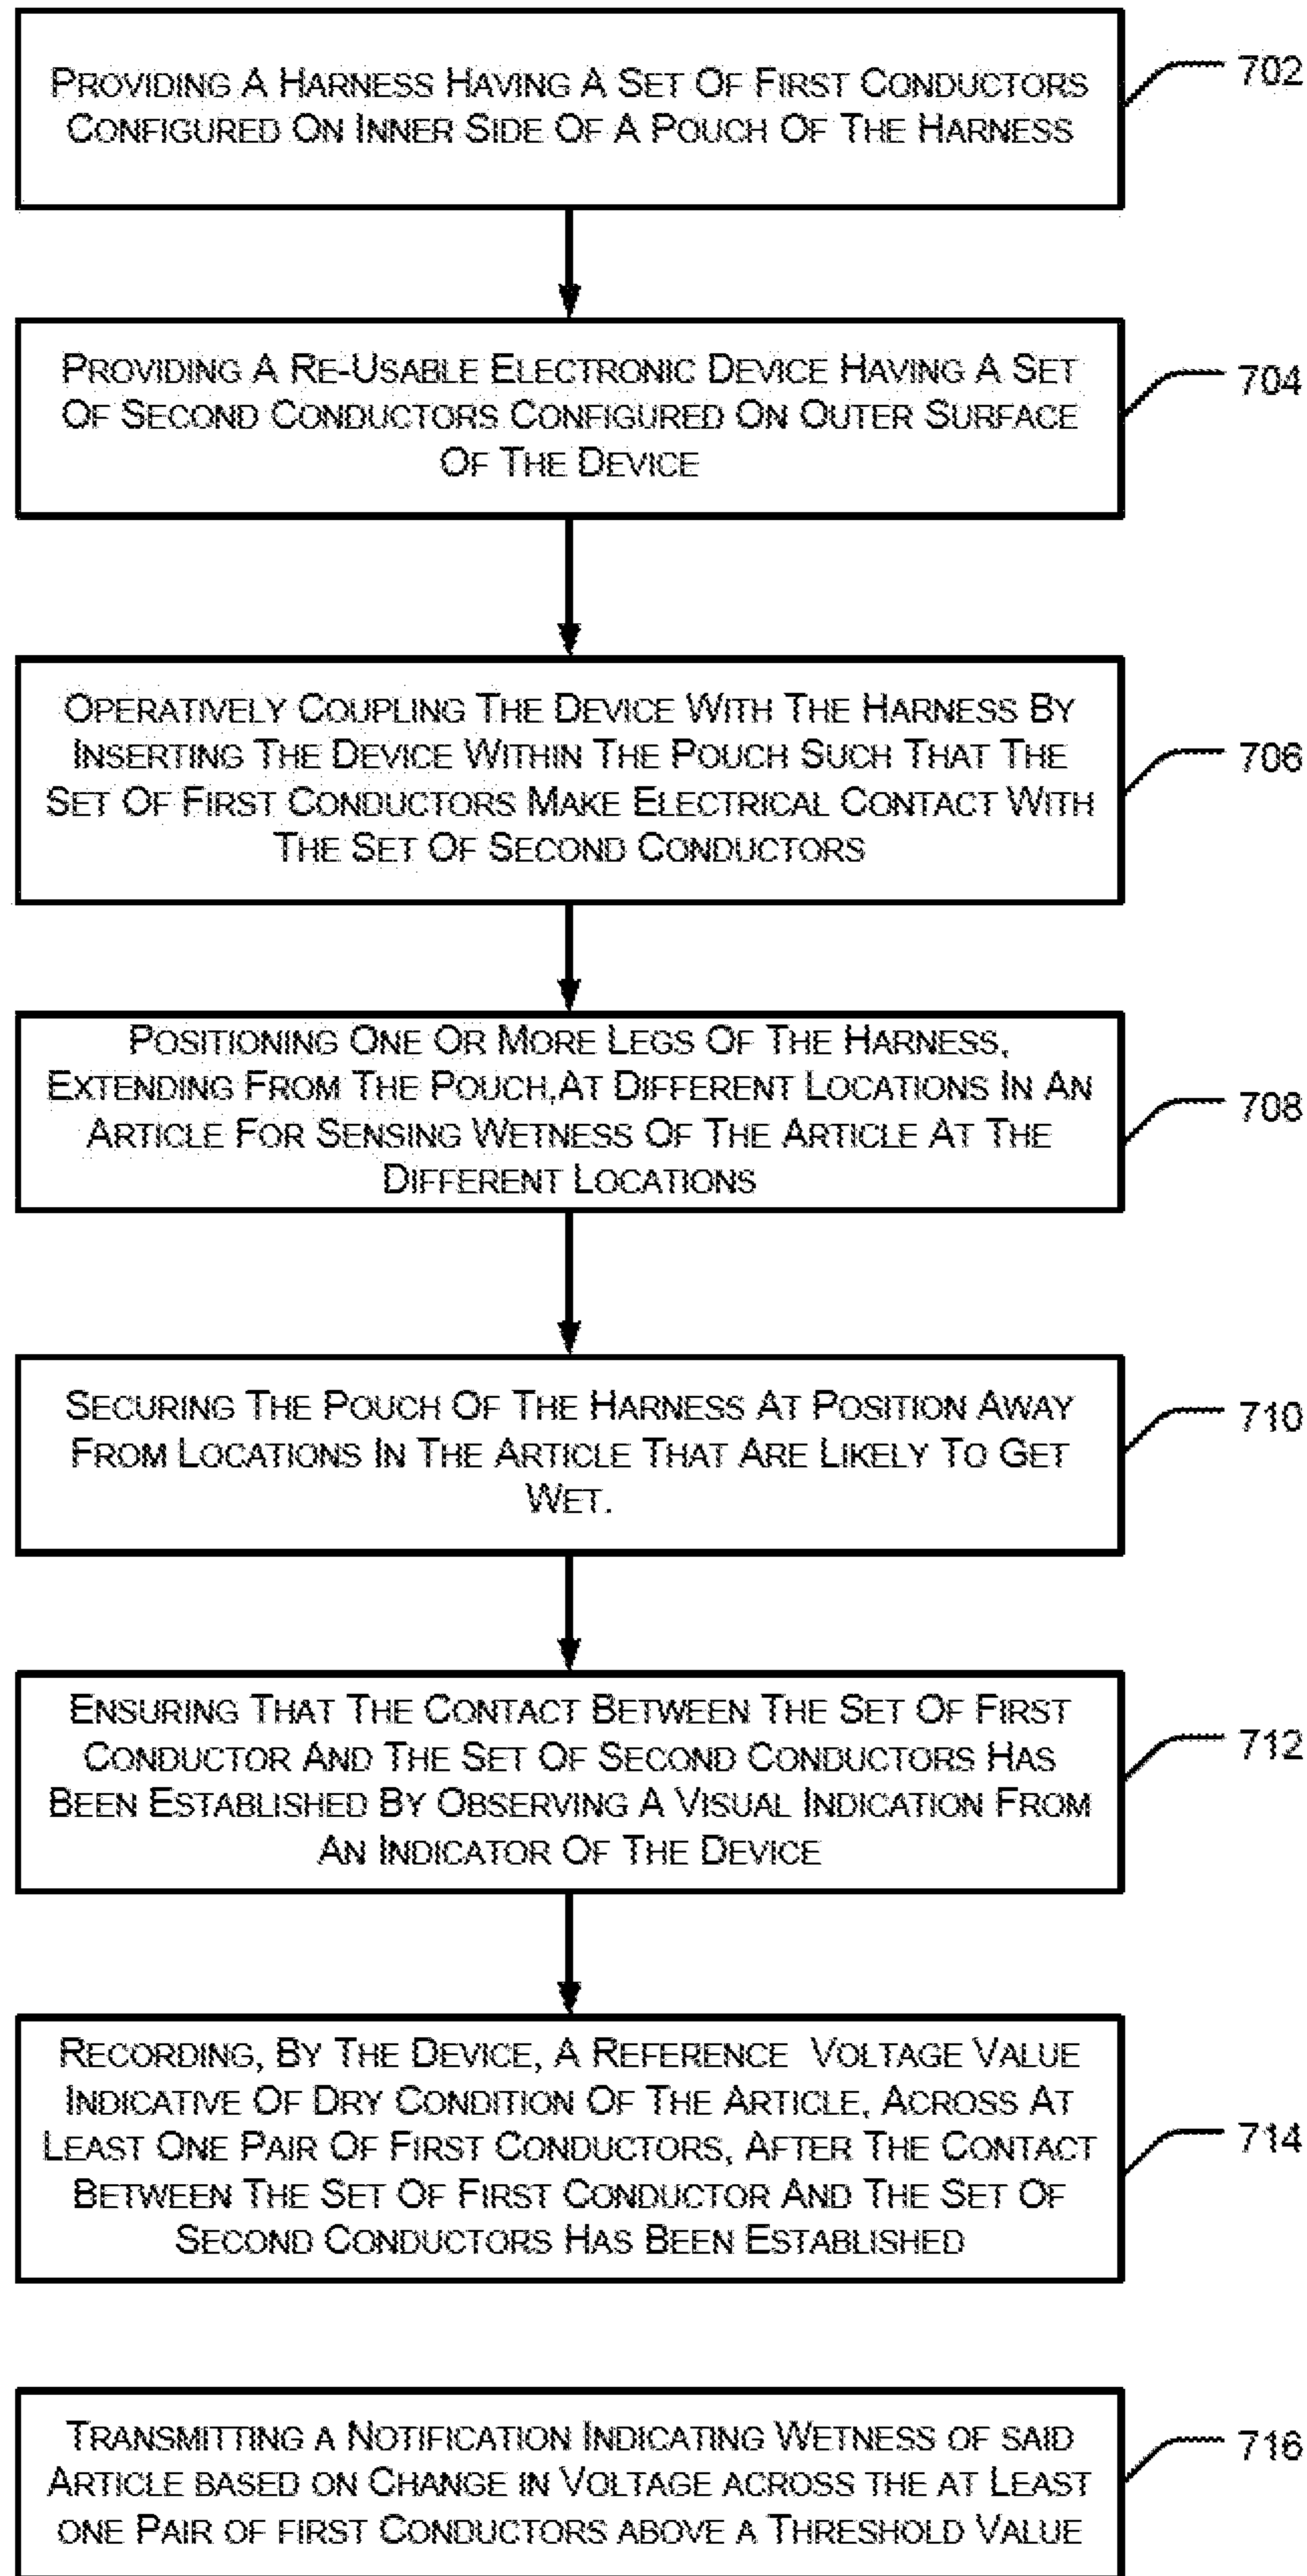 PROVIDING A HARNESS HAVING A SET OF FIRST CONDUCTORS
CONFIGURED ON INNER SIDE OF A POUCH OF THE HARNESS
702
PROVIDING A RE-USABLE ELECTRONIC DEVICE HAVING A SET
OF SECOND CONDUCTORS CONFIGURED ON OUTER SURFACE
OF THE DEVICE
704
OPERATIVELY COUPLING THE DEVICE WITH THE HARNESS BY
INSERTING THE DEVICE WITHIN THE POUCH SUCH THAT THE
SET OF FIRST CONDUCTORS MAKE ELECTRICAL CONTACT WITH
THE SET OF SECOND CONDUCTORS
706
POSITIONING ONE OR MORE LEGS OF THE HARNESS,
EXTENDING FROM THE POUCH,AT DIFFERENT LOCATIONS IN AN
ARTICLE FOR SENSING WETNESS OF THE ARTICLE AT THE
DIFFERENT LOCATIONS
708
SECURING THE POUCH OF THE HARNESS AT POSITION AWAY
FROM LOCATIONS IN THE ARTICLE THAT ARE LIKELY TO GET
WET.
710
ENSURING THAT THE CONTACT BETWEEN THE SET OF FIRST
CONDUCTOR AND THE SET OF SECOND CONDUCTORS HAS
BEEN ESTABLISHED BY OBSERVING A VISUAL INDICATION FROM
AN INDICATOR OF THE DEVICE
712
RECORDING, BY THE DEVICE, A REFERENCE VOLTAGE VALUE
INDICATIVE OF DRY CONDITION OF THE ARTICLE, ACROSS AT
LEAST ONE PAIR OF FIRST CONDUCTORS, AFTER THE CONTACT
BETWEEN THE SET OF FIRST CONDUCTOR AND THE SET OF
SECOND CONDUCTORS HAS BEEN ESTABLISHED
714
TRANSMITTING A NOTIFICATION INDICATING WETNESS OF SAID
ARTICLE BASED ON CHANGE IN VOLTAGE ACROSS THE AT LEAST
ONE PAIR OF FIRST CONDUCTORS ABOVE A THRESHOLD VALUE
716